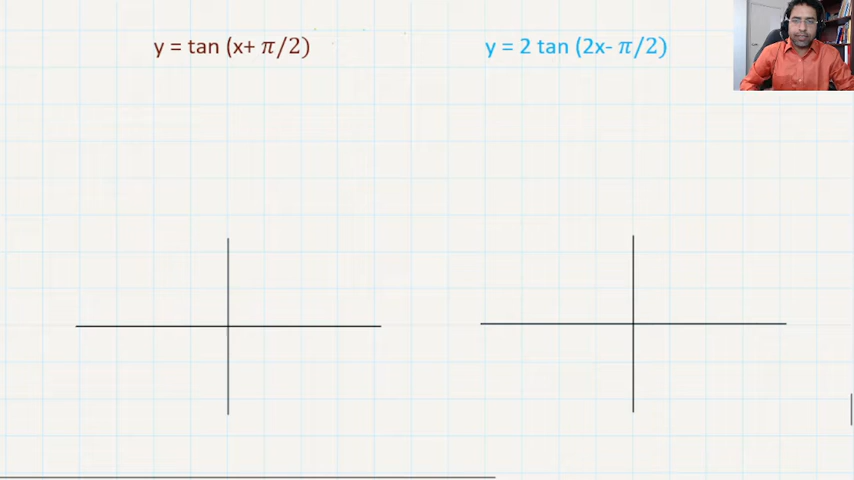 y = tan (x+ π/2)
y = 2 tan (2x- π/2)